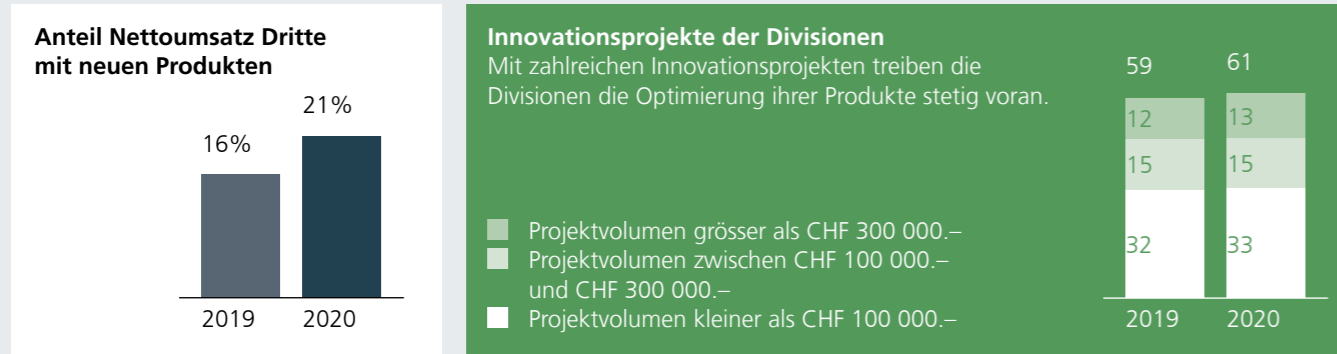 Anteil Nettoumsatz Dritte
mit neuen Produkten
21%
16%
2019 2020
Innovationsprojekte der Divisionen
Mit zahlreichen Innovationsprojekten treiben die
Divisionen die Optimierung ihrer Produkte stetig voran.
Projektvolumen grösser als CHF 300 000.–
Projektvolumen zwischen CHF 100 000.–
und CHF 300 000.–
Projektvolumen kleiner als CHF 100 000.–
59 61
12 13
15 15
32 33
2019 2020